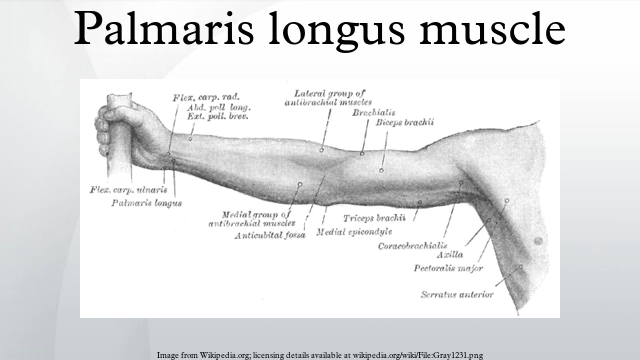 Palmaris longus muscle
Flex. carp. rad.
Abd. poll long.
Ext. poll. brev.
Lateral group of
antibrachial muscles
Brachialis
Biceps brachii
Flex. carp. ulnaris
Palmaris longus
Medial group of
antibrachial muscles
Anticubital fossa
Medial epicondyle
Triceps brachii
Coracobrachialis
Axilla
Pectoralis major
Serratus anterior
Image from Wikipedia.org; licensing details available at wikipedia.org/wiki/File:Gray1231.png